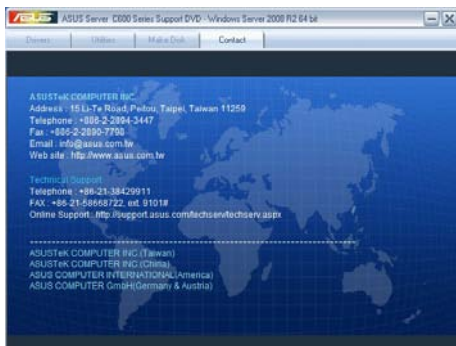 ASUS Server C600 Series Support DVD - Windows Server 2008 R2 64 bit
Drivers
Utilities
Make Disk
Contact
ASUSTeK COMPUTER INC.
Address : 15 Li-Te Road, Peitou, Taipei, Taiwan 11259
Telephone : +886-2-2894-3447
Fax : +886-2-2890-7798
Email : info@asus.com.tw
Web site : http://www.asus.com.tw
Technical Support
Telephone : +86-21-38429911
FAX : +86-21-58668722, ext. 9101#
Online Support : http://support.asus.com/techserv/techserv.aspx
ASUSTeK COMPUTER INC.(Taiwan)
ASUSTeK COMPUTER INC.(China)
ASUS COMPUTER INTERNATIONAL(America)
ASUS COMPUTER GmbH(Germany & Austria)